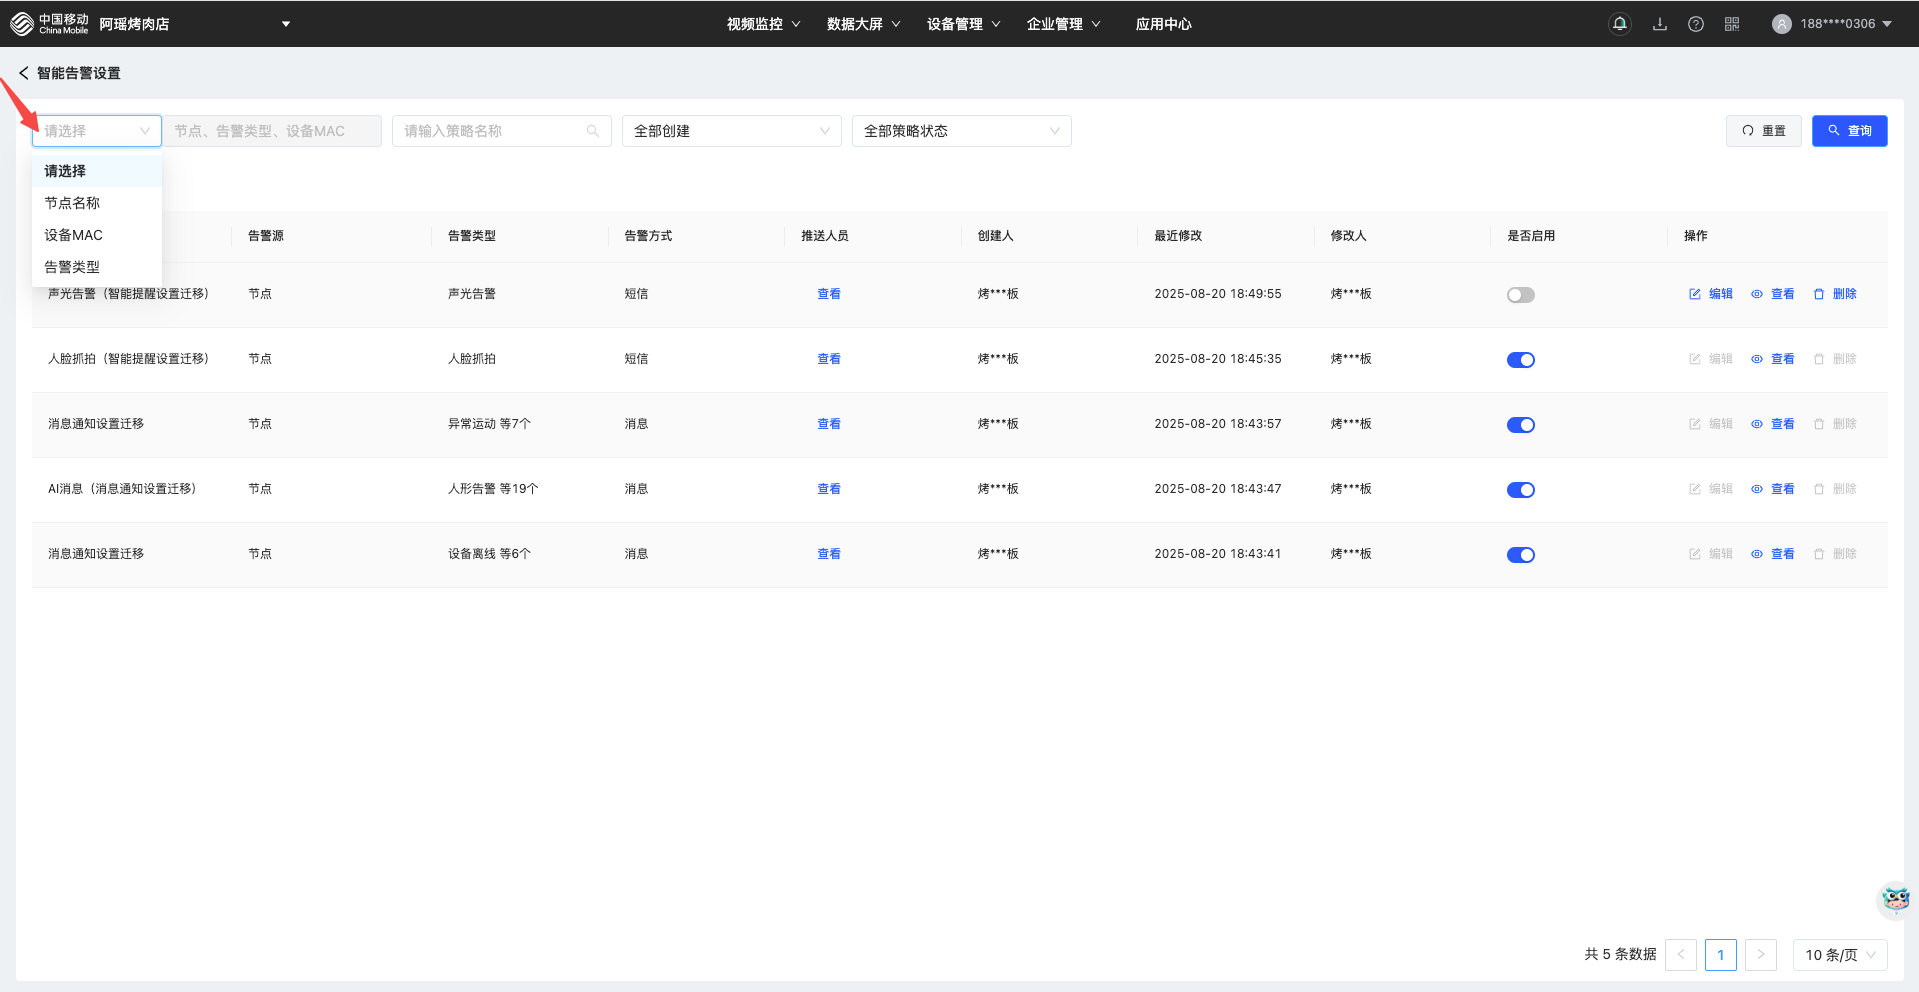 中国移动
China Mobile
阿瑶烤肉店
视频监控 数据大屏 设备管理 企业管理 应用中心
188****0306
智能告警设置
请选择 节点、告警类型、设备MAC 请输入策略名称 全部创建 全部策略状态 重置 查询
请选择
节点名称
设备MAC
告警类型
告警源 告警类型 告警方式 推送人员 创建人 最近修改 修改人 是否启用 操作
声光告警（智能提醒设置迁移） 节点 声光告警 短信 查看 烤***板 2025-08-20 18:49:55 烤***板 编辑 查看 删除
人脸抓拍（智能提醒设置迁移） 节点 人脸抓拍 短信 查看 烤***板 2025-08-20 18:45:35 烤***板 编辑 查看 删除
消息通知设置迁移 节点 异常运动 等7个 消息 查看 烤***板 2025-08-20 18:43:57 烤***板 编辑 查看 删除
AI消息（消息通知设置迁移） 节点 人形告警 等19个 消息 查看 烤***板 2025-08-20 18:43:47 烤***板 编辑 查看 删除
消息通知设置迁移 节点 设备离线 等6个 消息 查看 烤***板 2025-08-20 18:43:41 烤***板 编辑 查看 删除
共 5 条数据 1 10 条/页